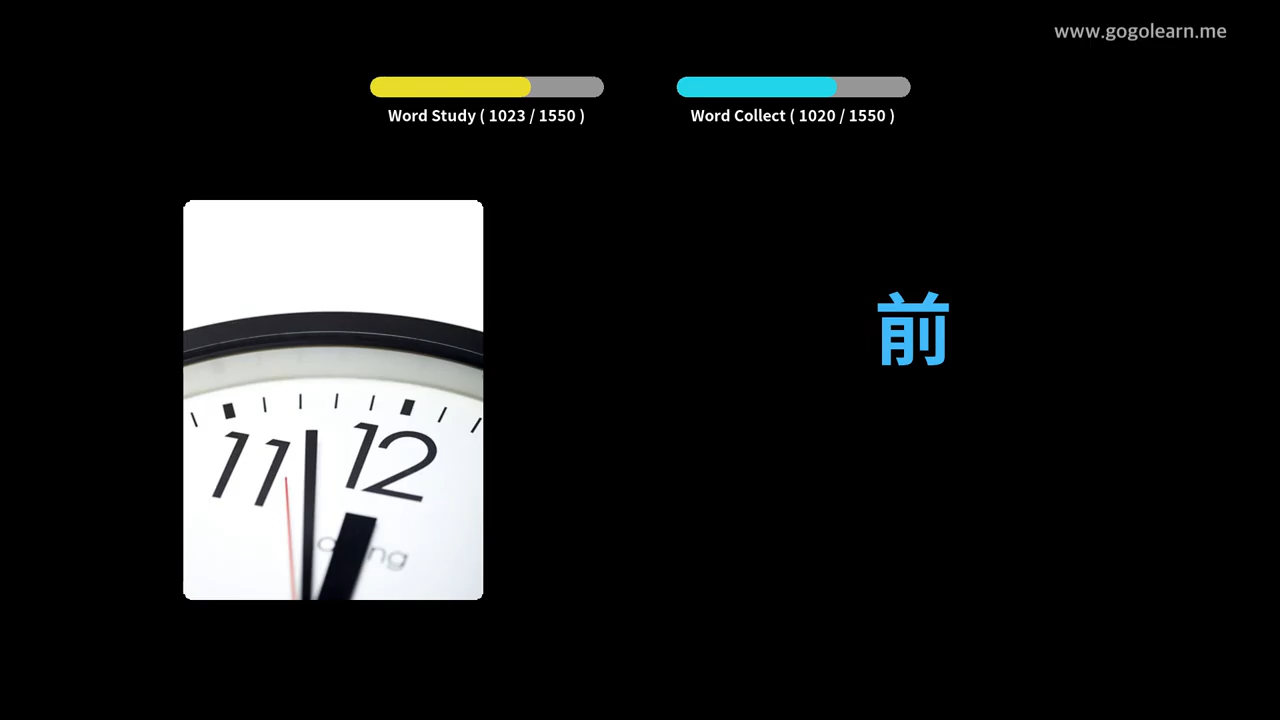 www.gogolearn.me
Word Study ( 1023 / 1550 )
Word Collect ( 1020 / 1550 )
前
11
12